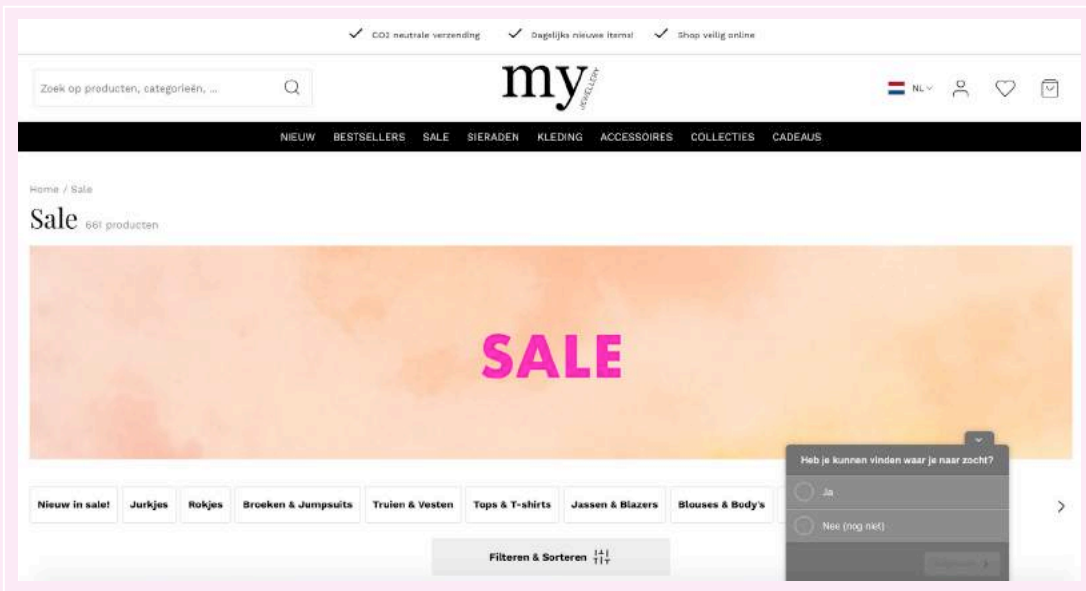 CO2 neutrale verzending Dagelijks nieuwe items! Shop veilig online
Zoek op producten, categorieën, ...
my JEWELLERY
NL
NIEUW BESTSELLERS SALE SIERADEN KLEDING ACCESSOIRES COLLECTIES CADEAUS
Home / Sale
Sale 661 producten
SALE
Heb je kunnen vinden waar je naar zocht?
Ja
Nee (nog niet)
Nieuw in sale! Jurkjes Rokjes Broeken & Jumpsuits Truien & Vesten Tops & T-shirts Jassen & Blazers Blouses & Body's
Filteren & Sorteren